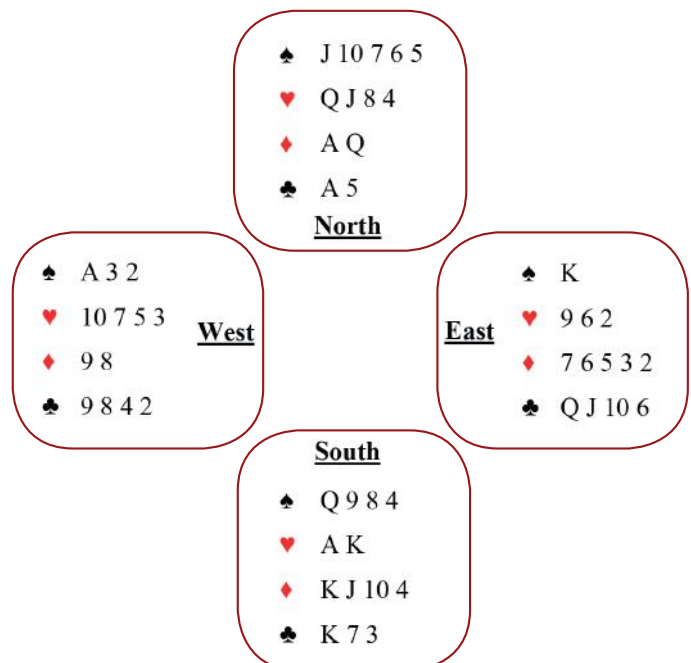 ♠ J 10 7 6 5
♥ Q J 8 4
♦ A Q
♣ A 5
North
♠ A 3 2
♥ 10 7 5 3
♦ 9 8
♣ 9 8 4 2
West
♠ K
♥ 9 6 2
♦ 7 6 5 3 2
♣ Q J 10 6
East
South
♠ Q 9 8 4
♥ A K
♦ K J 10 4
♣ K 7 3